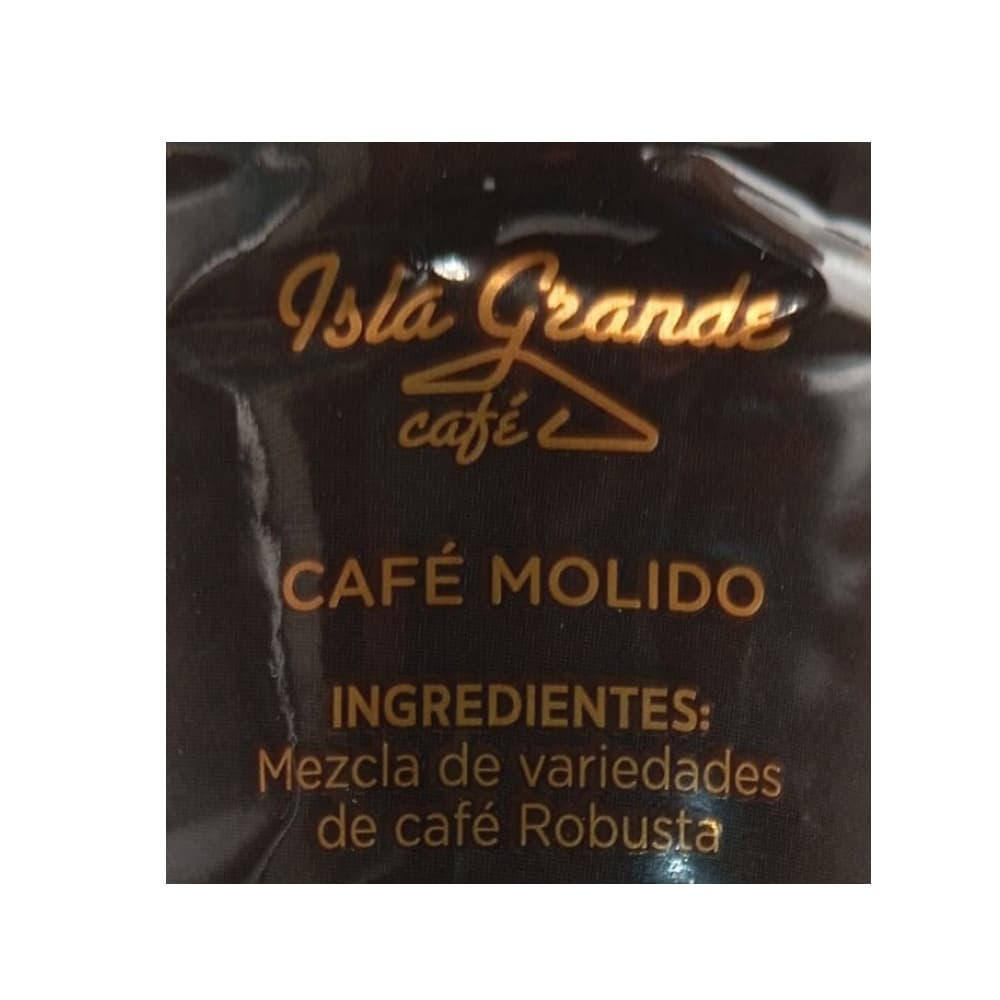 Isla Grande
café
CAFÉ MOLIDO
INGREDIENTES:
Mezcla de variedades
de café Robusta